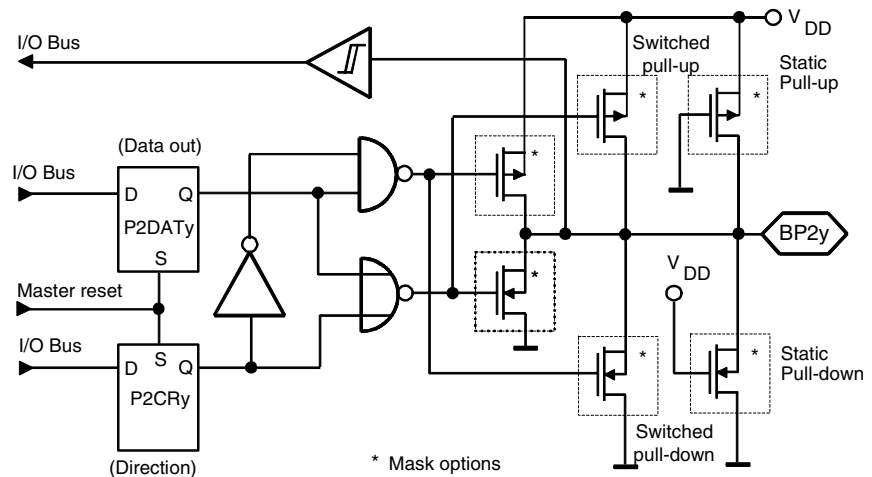 I/O Bus
Switched
pull-up
*
V DD
Static
Pull-up
*
(Data out)
I/O Bus
D
Q
P2DATy
S
*
BP2y
Master reset
*
V DD
I/O Bus
S
D
Q
P2CRy
*
*
Static
Pull-down
(Direction)
* Mask options
Switched
pull-down